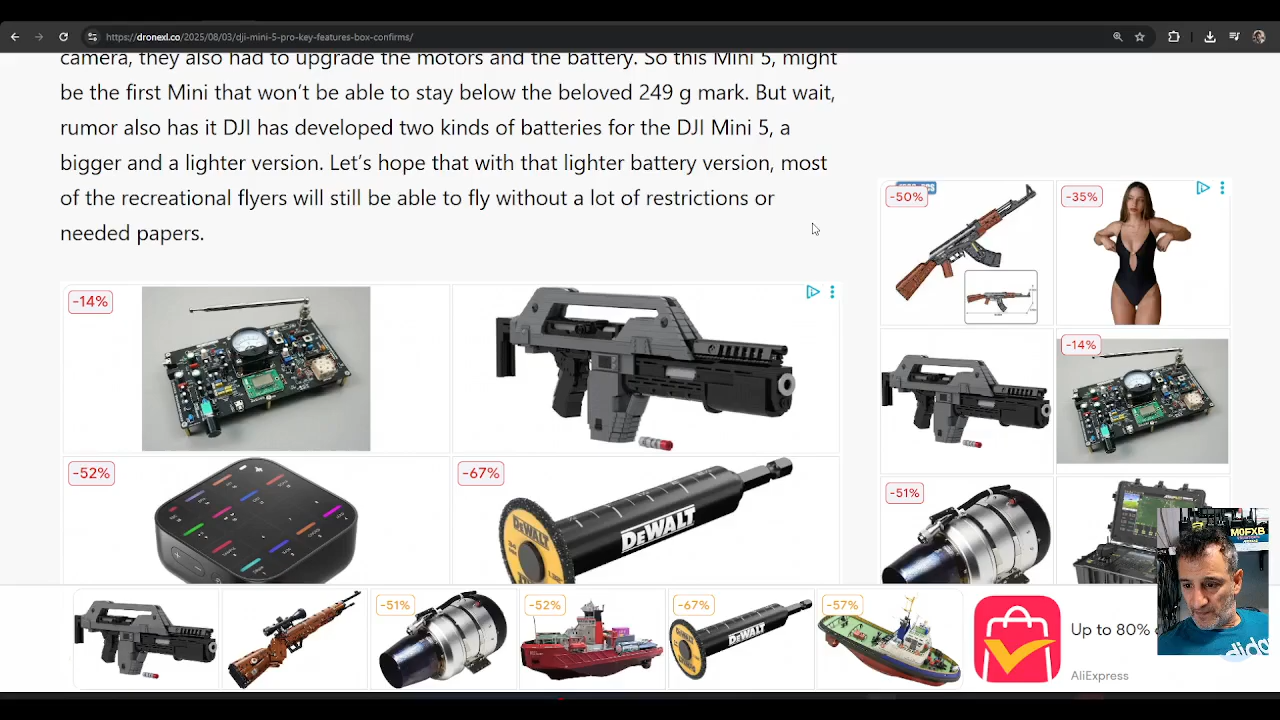 https://dronexl.co/2025/08/03/dji-mini-5-pro-key-features-box-confirms/
camera, they also had to upgrade the motors and the battery. So this Mini 5, might
be the first Mini that won’t be able to stay below the beloved 249 g mark. But wait,
rumor also has it DJI has developed two kinds of batteries for the DJI Mini 5, a
bigger and a lighter version. Let’s hope that with that lighter battery version, most
of the recreational flyers will still be able to fly without a lot of restrictions or
needed papers.
-50%
-35%
-14%
-14%
-52%
-67%
DEWALT
DEWALT
-51%
M0FXB
-51%
-52%
-67%
DEWALT
-57%
Up to 80%
AliExpress